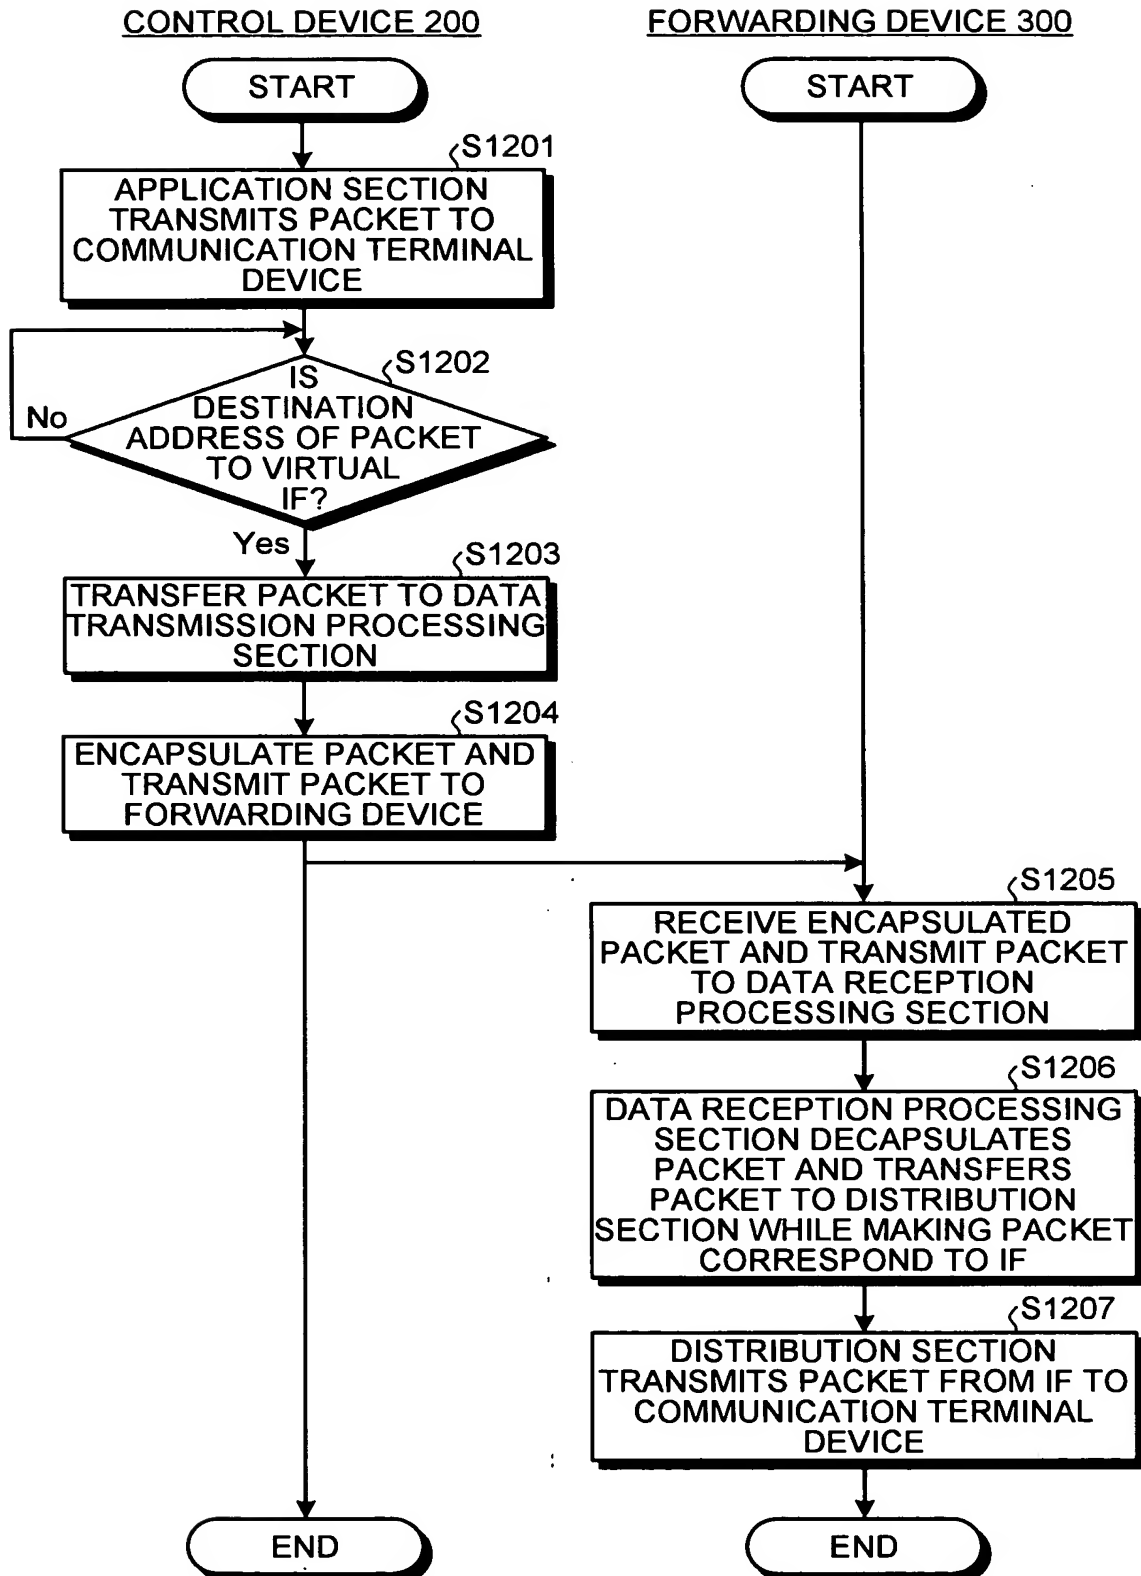 CONTROL DEVICE 200
FORWARDING DEVICE 300
START
START
S1201
APPLICATION SECTION
TRANSMITS PACKET TO
COMMUNICATION TERMINAL
DEVICE
S1202
IS
DESTINATION
ADDRESS OF PACKET
TO VIRTUAL
IF?
No
Yes
S1203
TRANSFER PACKET TO DATA
TRANSMISSION PROCESSING
SECTION
S1204
ENCAPSULATE PACKET AND
TRANSMIT PACKET TO
FORWARDING DEVICE
S1205
RECEIVE ENCAPSULATED
PACKET AND TRANSMIT PACKET
TO DATA RECEPTION
PROCESSING SECTION
S1206
DATA RECEPTION PROCESSING
SECTION DECAPSULATES
PACKET AND TRANSFERS
PACKET TO DISTRIBUTION
SECTION WHILE MAKING PACKET
CORRESPOND TO IF
S1207
DISTRIBUTION SECTION
TRANSMITS PACKET FROM IF TO
COMMUNICATION TERMINAL
DEVICE
END
END